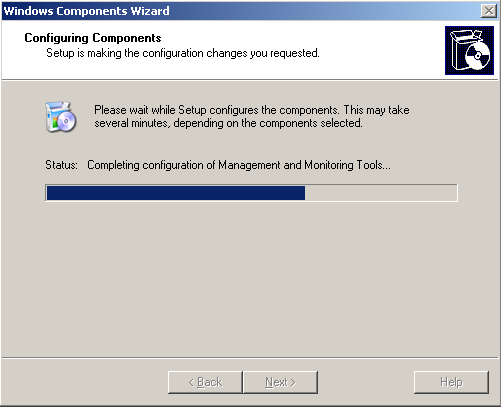 Windows Components Wizard
Configuring Components
Setup is making the configuration changes you requested.
Please wait while Setup configures the components. This may take
several minutes, depending on the components selected.
Status: Completing configuration of Management and Monitoring Tools...
< Back Next > Help